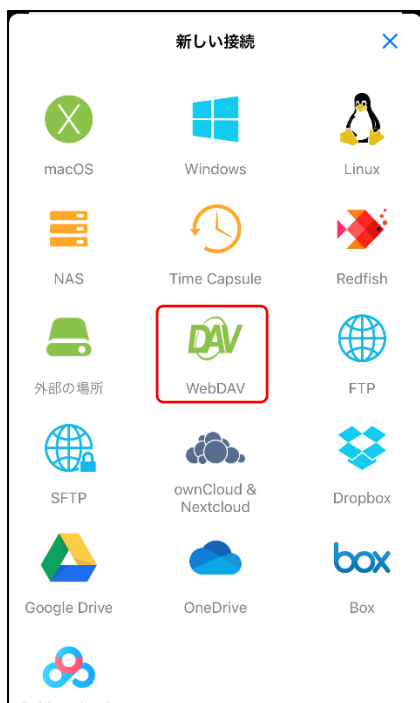 新しい接続
macOS
Windows
Linux
NAS
Time Capsule
Redfish
外部の場所
DAV
WebDAV
FTP
SFTP
ownCloud &
Nextcloud
Dropbox
box
Google Drive
OneDrive
Box